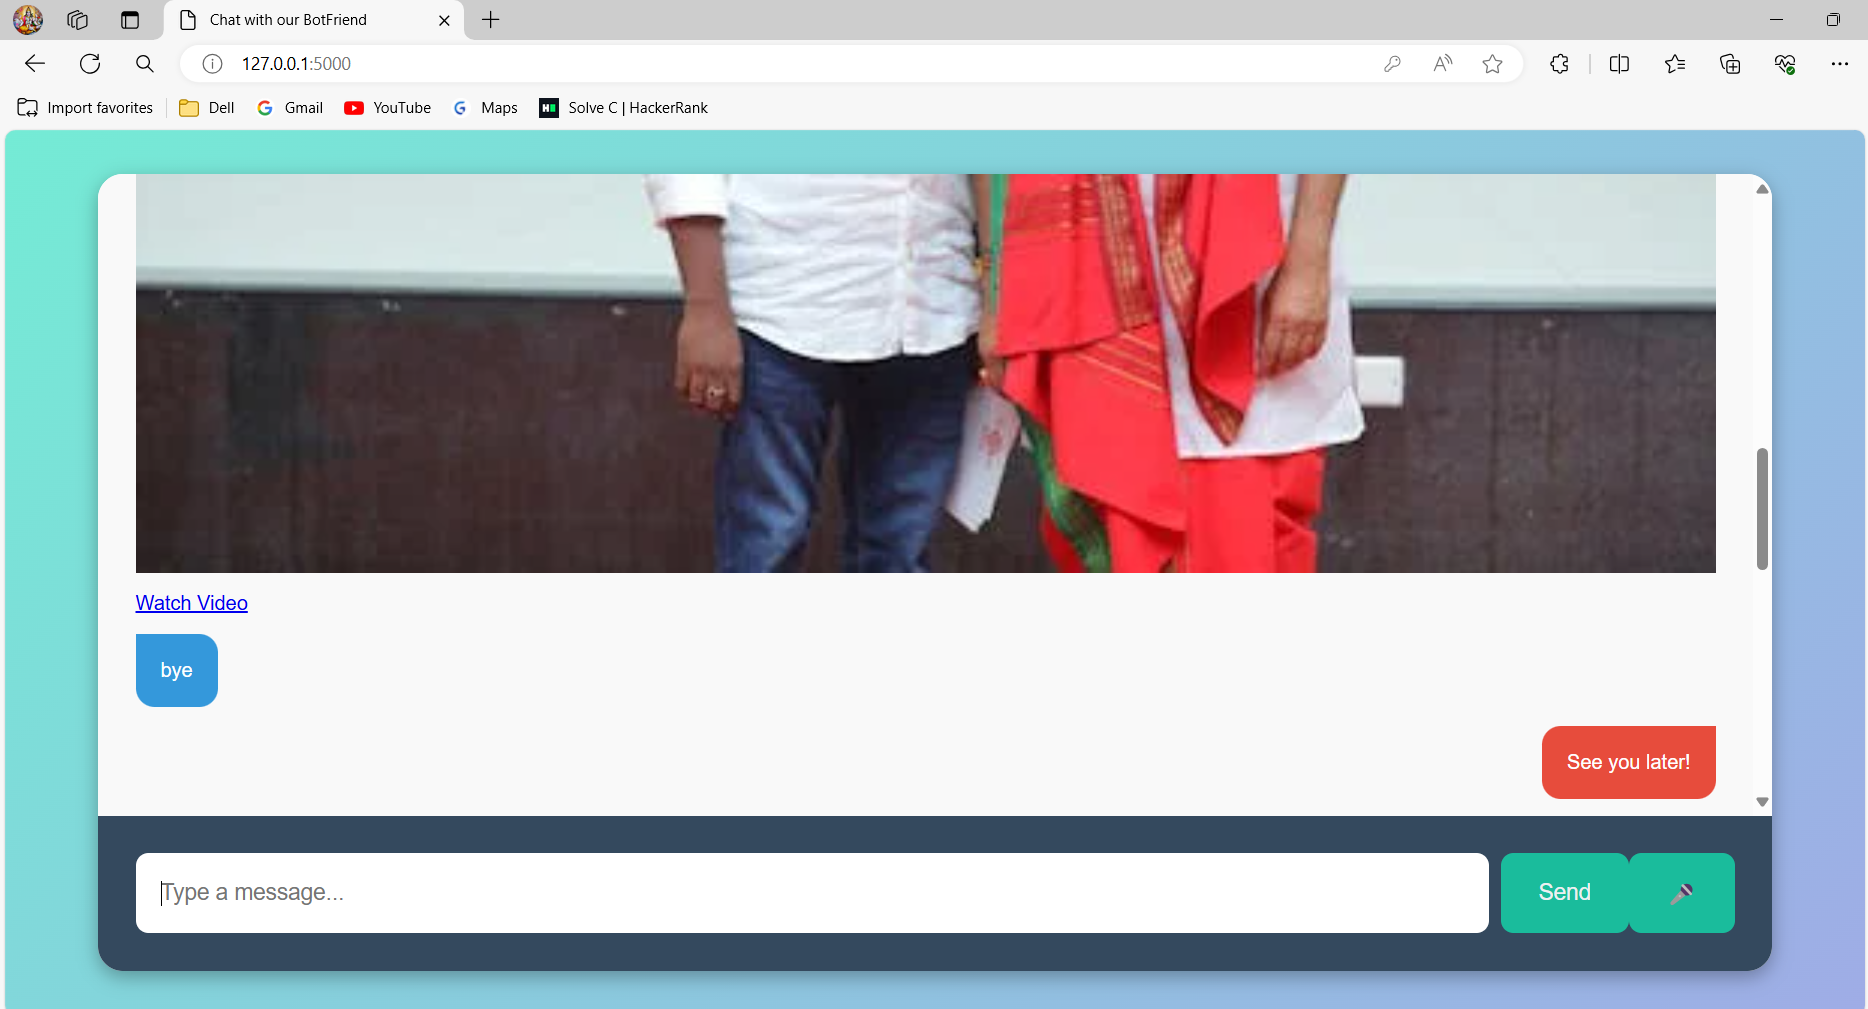 Chat with our BotFriend
127.0.0.1:5000
Import favorites Dell Gmail YouTube Maps Solve C | HackerRank
Watch Video
bye
See you later!
Type a message...
Send